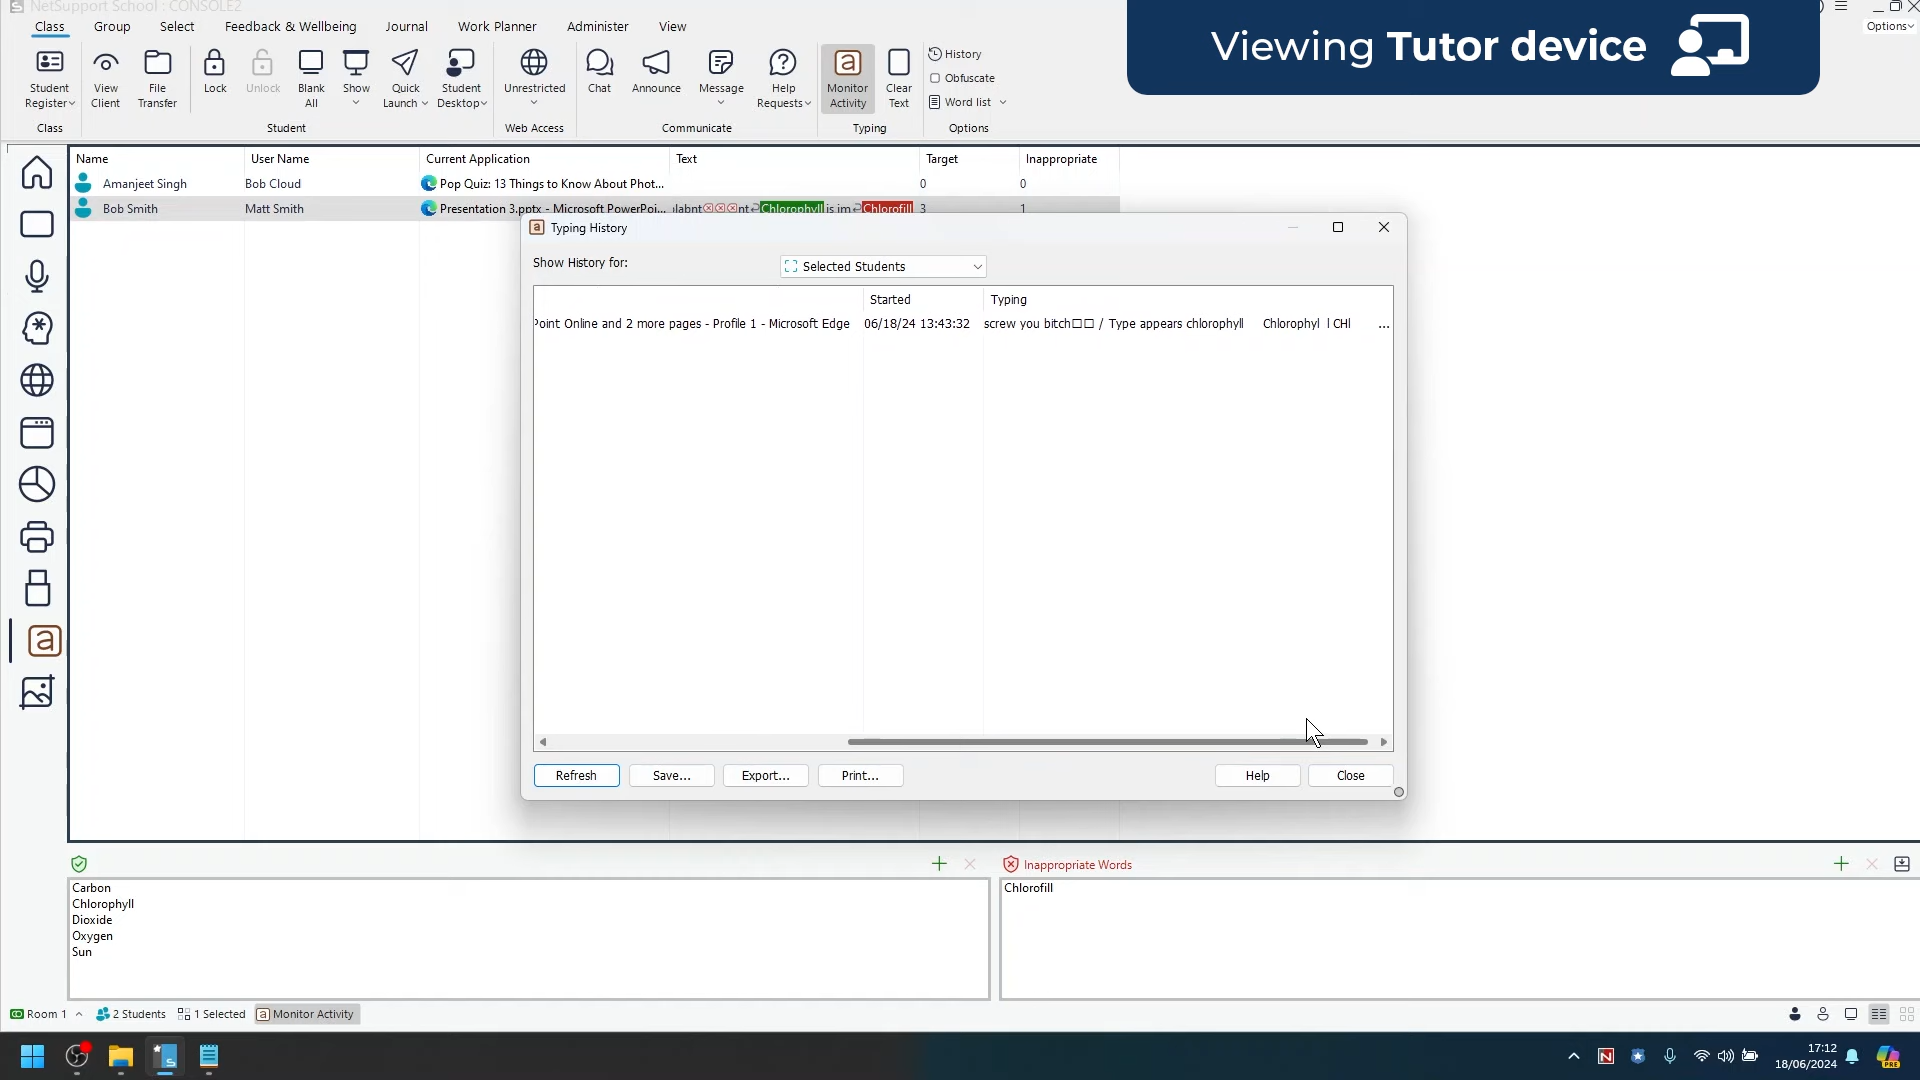 NetSupport School : CONSOLE2
Class Group Select Feedback & Wellbeing Journal Work Planner Administer View
Options
Viewing Tutor device
Student Register
View Client
File Transfer
Lock
Unlock
Blank All
Show
Quick Launch
Student Desktop
Unrestricted
Chat
Announce
Message
Help Requests
Monitor Activity
Clear Text
History
Obfuscate
Word list
Class Student Web Access Communicate Typing Options
Name User Name Current Application Text Target Inappropriate
Amanjeet Singh Bob Cloud Pop Quiz: 13 Things to Know About Phot... 0 0
Bob Smith Matt Smith Presentation 3.pptx - Microsoft PowerPoi... labnt nt Chlorophyll is im Chlorofill 3 1
Typing History
Show History for: Selected Students
Started Typing
Point Online and 2 more pages - Profile 1 - Microsoft Edge 06/18/24 13:43:32 screw you bitch□□ / Type appears chlorophyll Chlorophyl l CHl ...
Refresh Save... Export... Print... Help Close
Inappropriate Words
Carbon
Chlorophyll
Dioxide
Oxygen
Sun
Chlorofill
Room 1 2 Students 1 Selected Monitor Activity
17:12
18/06/2024